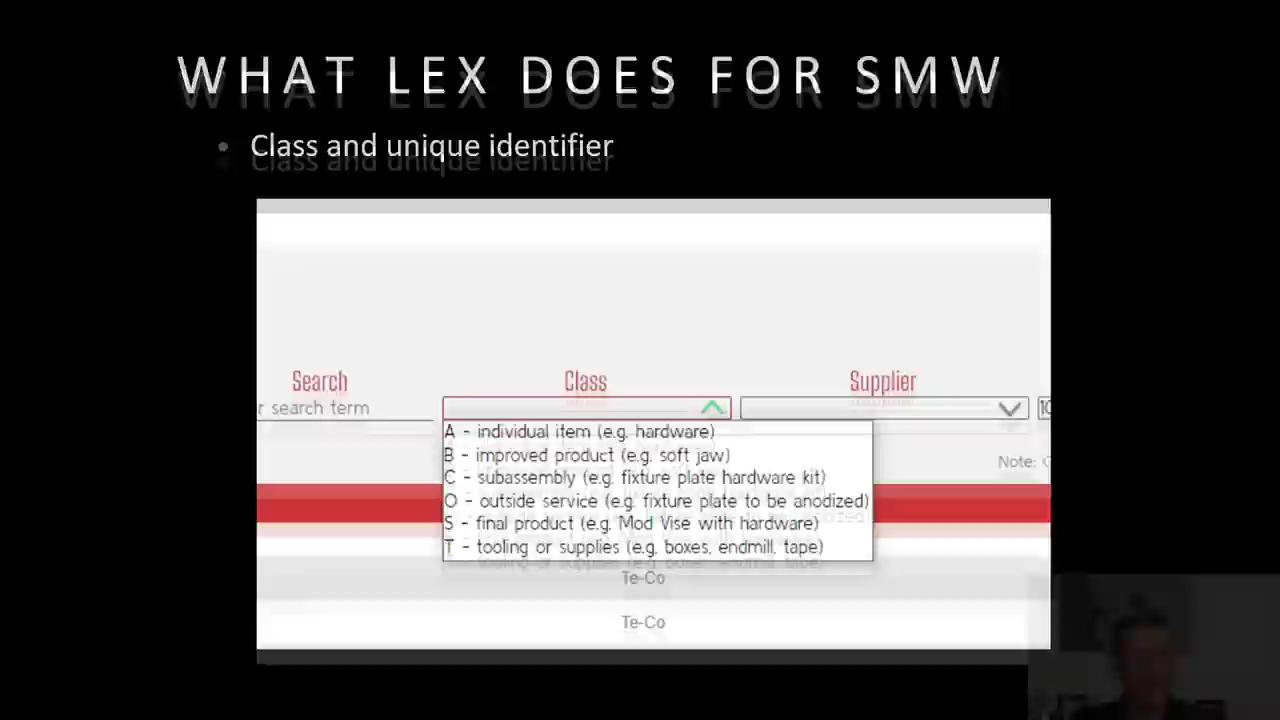 WHAT LEX DOES FOR SMW
• Class and unique identifier
Search Class Supplier
r search term
A - individual item (e.g. hardware)
B - improved product (e.g. soft jaw)
C - subassembly (e.g. fixture plate hardware kit)
O - outside service (e.g. fixture plate to be anodized)
S - final product (e.g. Mod Vise with hardware)
T - tooling or supplies (e.g. boxes, endmill, tape)
Note:
Te-Co
Te-Co